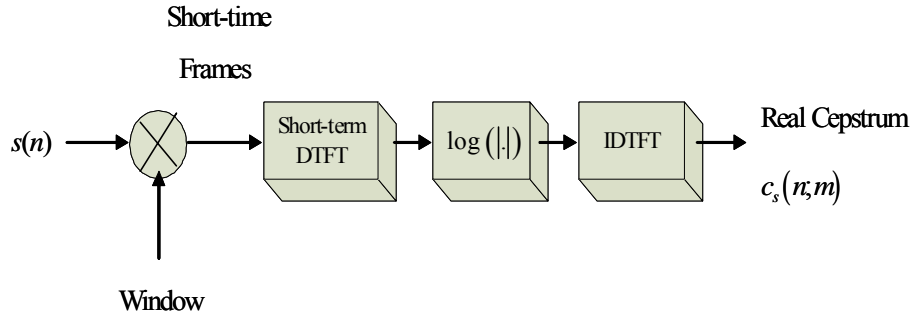 Short-time
Frames
s(n)
Short-term
DTFT
log(|.|)
IDTFT
Real Cepstrum
c_s(n;m)
Window